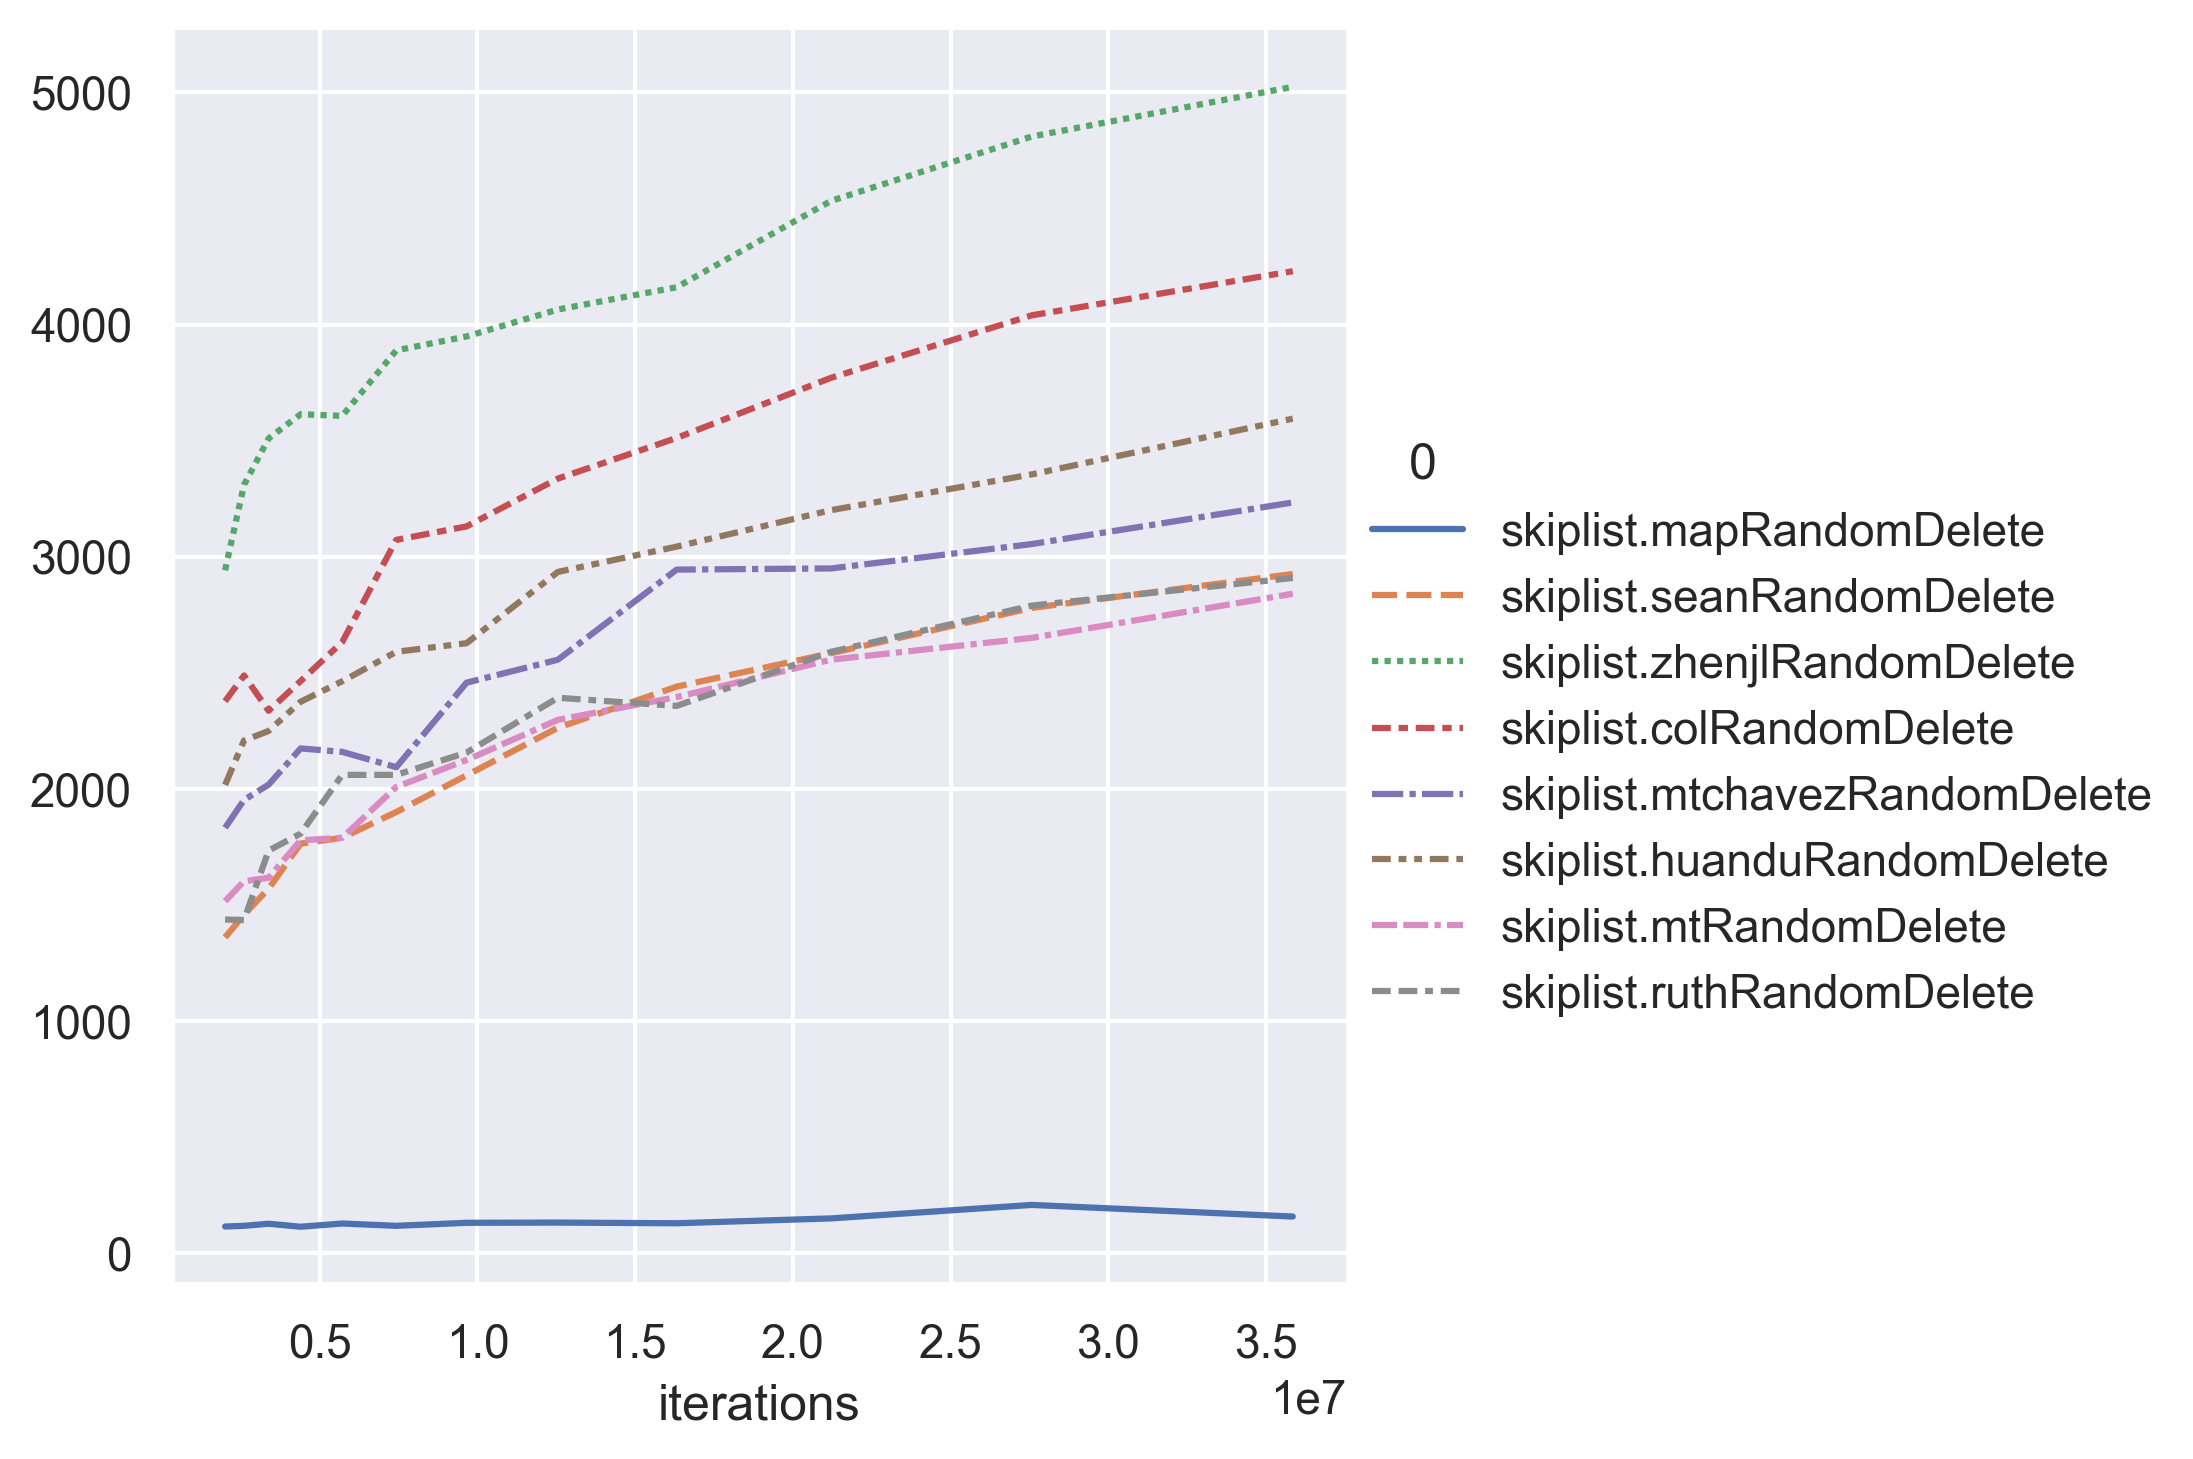 5000
4000
3000
2000
1000
0
0.5 1.0 1.5 2.0 2.5 3.0 3.5
1e7
iterations
0
skiplist.mapRandomDelete
skiplist.seanRandomDelete
skiplist.zhenjlRandomDelete
skiplist.colRandomDelete
skiplist.mtchavezRandomDelete
skiplist.huanduRandomDelete
skiplist.mtRandomDelete
skiplist.ruthRandomDelete